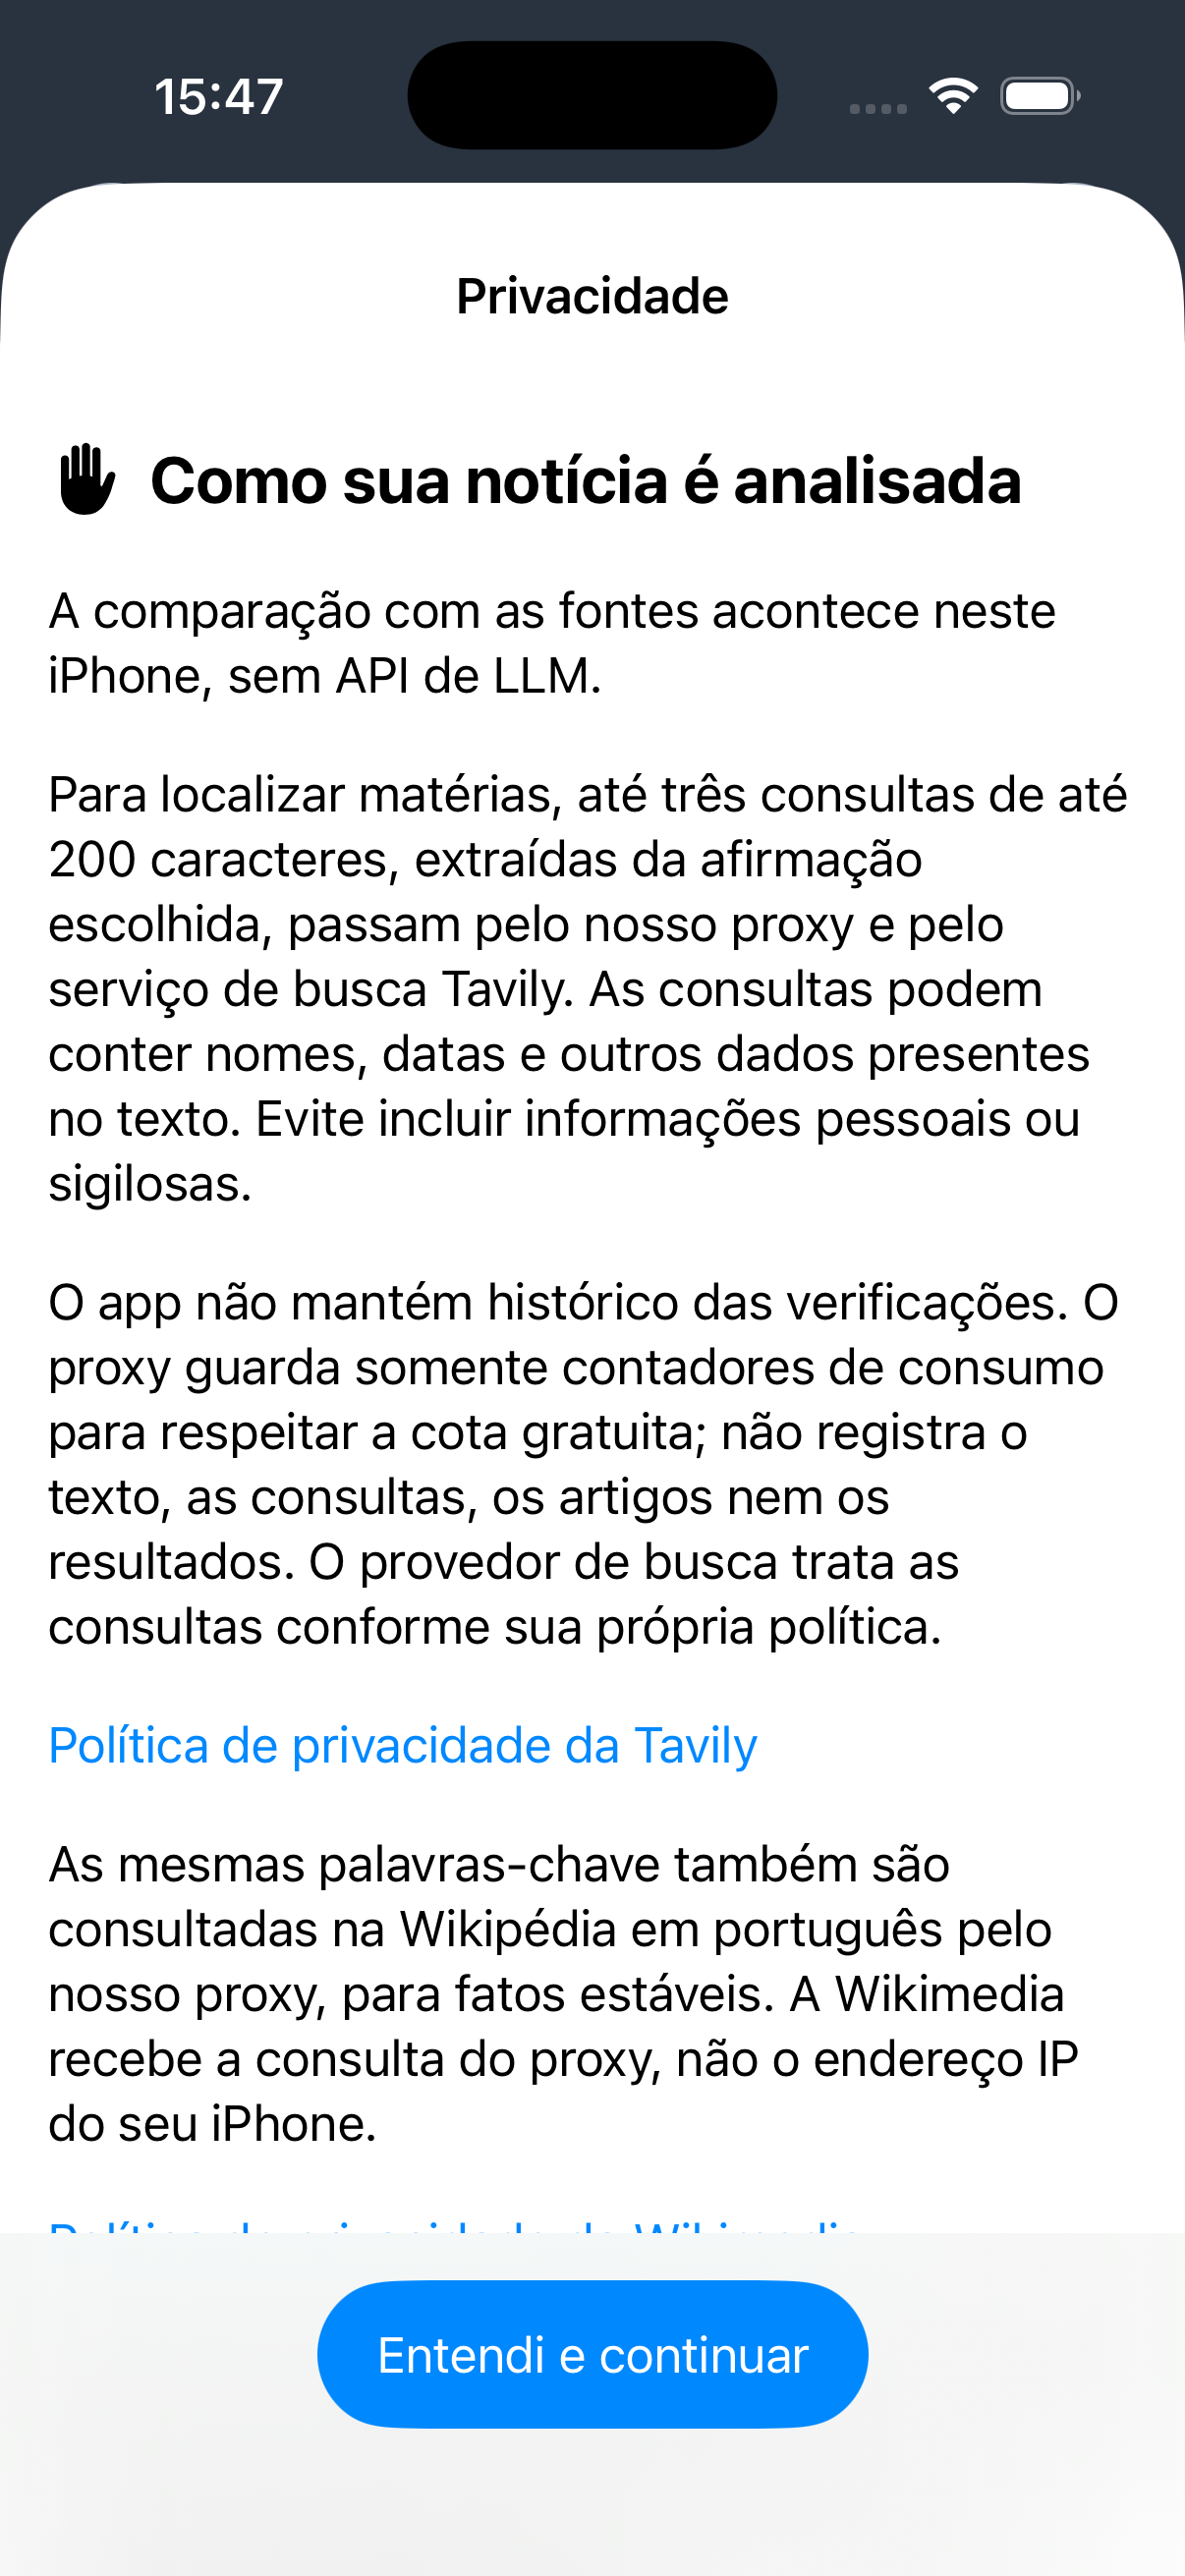 15:47
Privacidade
Como sua notícia é analisada
A comparação com as fontes acontece neste
iPhone, sem API de LLM.
Para localizar matérias, até três consultas de até
200 caracteres, extraídas da afirmação
escolhida, passam pelo nosso proxy e pelo
serviço de busca Tavily. As consultas podem
conter nomes, datas e outros dados presentes
no texto. Evite incluir informações pessoais ou
sigilosas.
O app não mantém histórico das verificações. O
proxy guarda somente contadores de consumo
para respeitar a cota gratuita; não registra o
texto, as consultas, os artigos nem os
resultados. O provedor de busca trata as
consultas conforme sua própria política.
Política de privacidade da Tavily
As mesmas palavras-chave também são
consultadas na Wikipédia em português pelo
nosso proxy, para fatos estáveis. A Wikimedia
recebe a consulta do proxy, não o endereço IP
do seu iPhone.
Política de privacidade da Wikimedia
Entendi e continuar